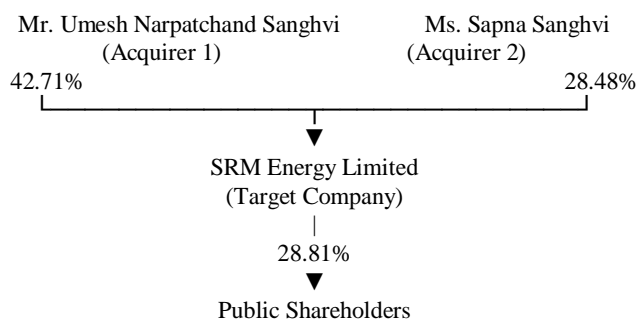 Mr. Umesh Narpatchand Sanghvi
(Acquirer 1)
Ms. Sapna Sanghvi
(Acquirer 2)
42.71%
28.48%
SRM Energy Limited
(Target Company)
28.81%
Public Shareholders